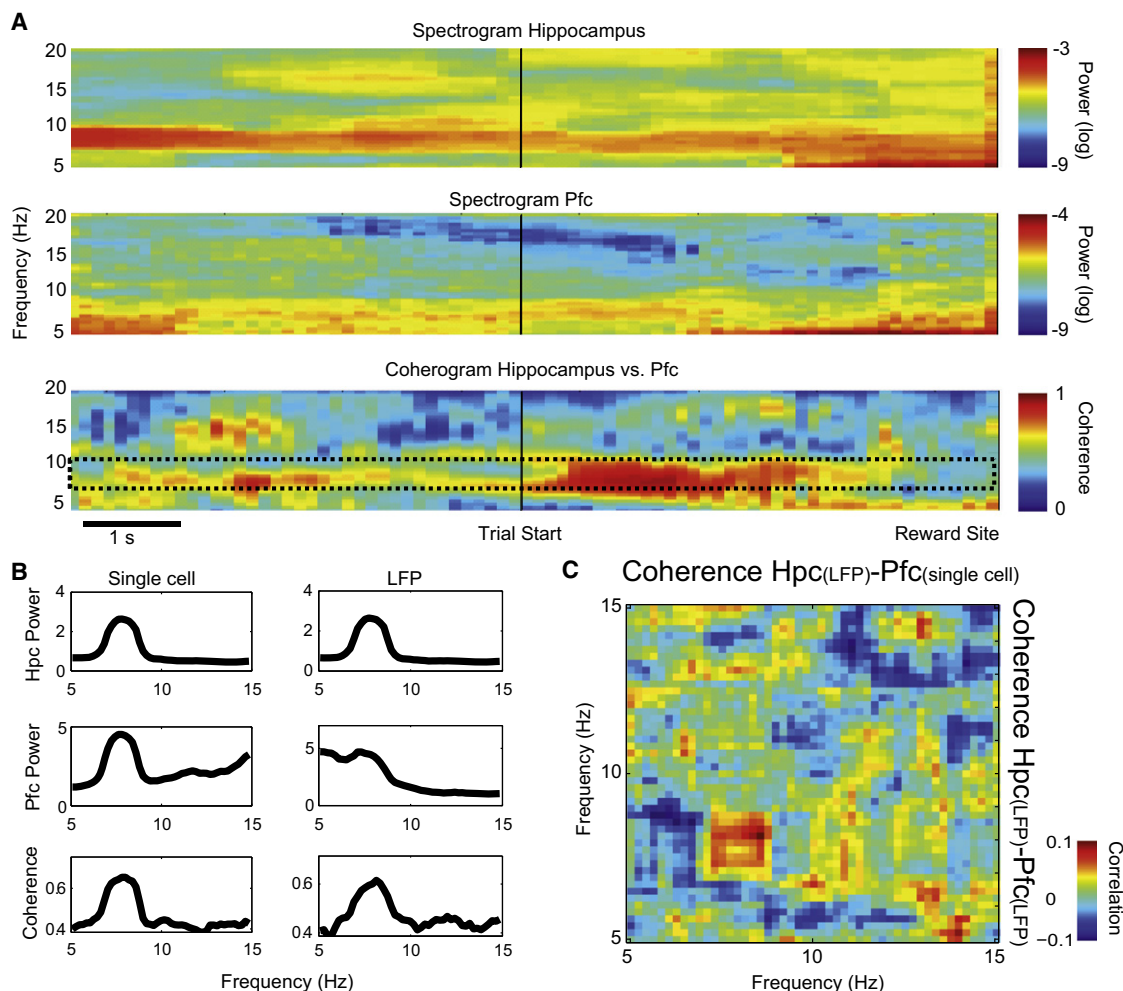 A
Spectrogram Hippocampus
20
15
10
5
-3
-9
Power (log)
Spectrogram Pfc
20
15
10
5
-4
-9
Power (log)
Frequency (Hz)
Coherogram Hippocampus vs. Pfc
20
15
10
5
1
0
Coherence
1 s
Trial Start
Reward Site
B
Single cell
LFP
Hpc Power
4
2
0
5
10
15
4
2
0
5
10
15
Pfc Power
5
0
5
10
15
5
0
5
10
15
Coherence
0.6
0.4
5
10
15
0.6
0.4
5
10
15
Frequency (Hz)
C
Coherence Hpc(LFP)-Pfc(single cell)
15
10
5
Frequency (Hz)
5
10
15
Frequency (Hz)
Coherence Hpc(LFP)-Pfc(LFP)
0.1
0
−0.1
Correlation